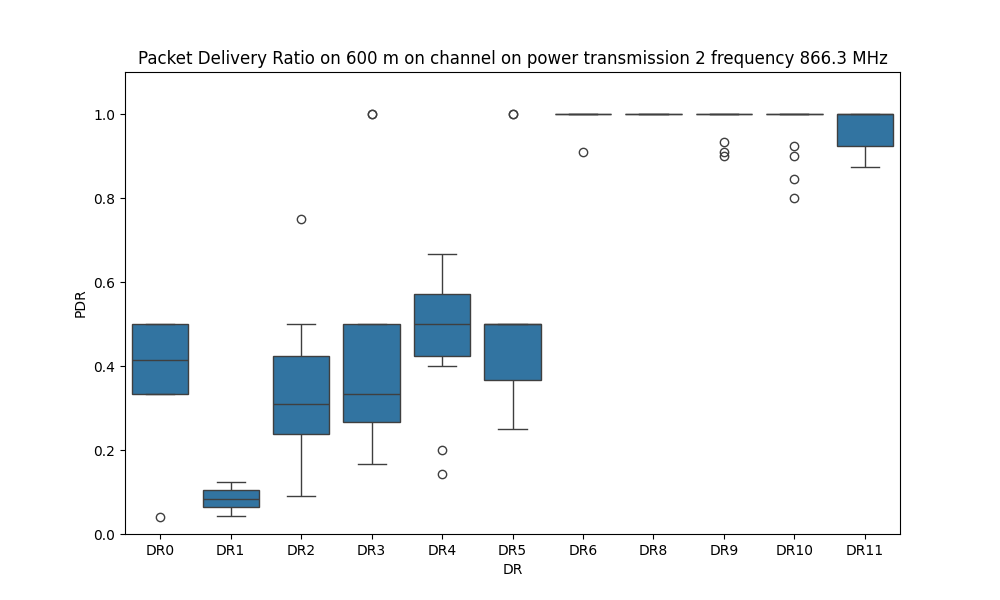 Packet Delivery Ratio on 600 m on channel on power transmission 2 frequency 866.3 MHz
PDR
1.0
0.8
0.6
0.4
0.2
0.0
DR0 DR1 DR2 DR3 DR4 DR5 DR6 DR8 DR9 DR10 DR11
DR